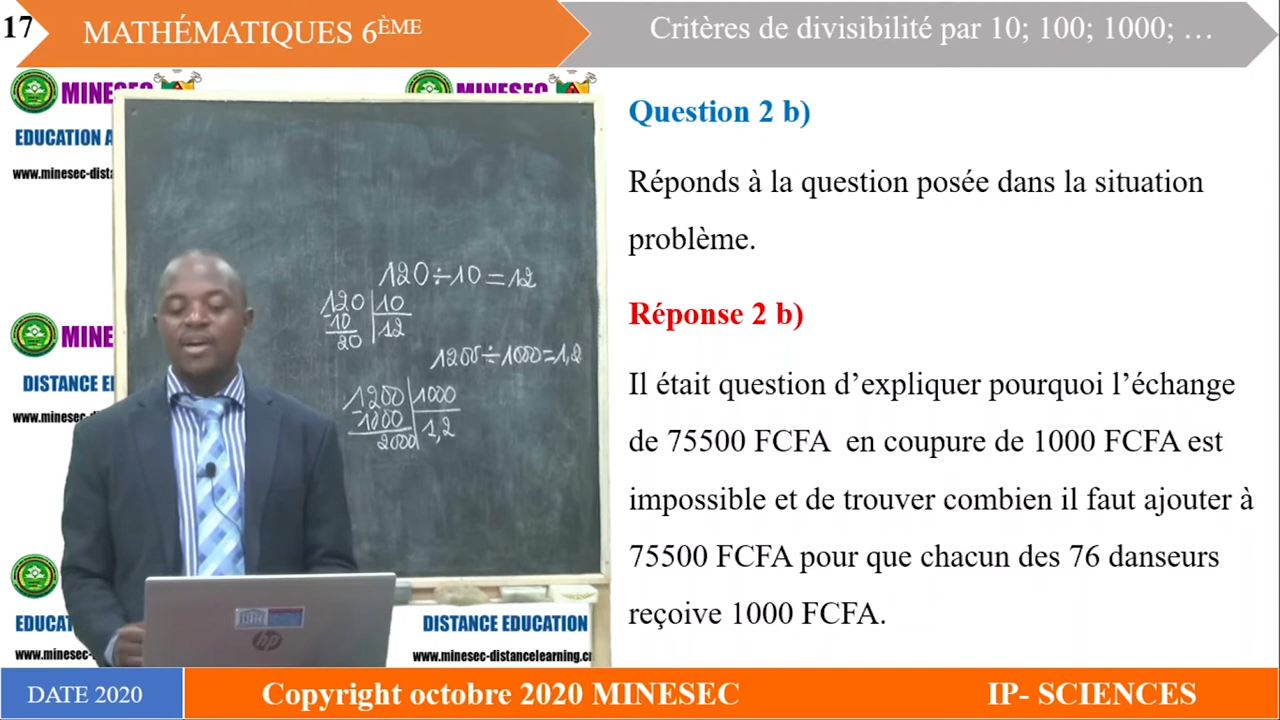 17
MATHÉMATIQUES 6ÈME
Critères de divisibilité par 10; 100; 1000; …
MINESEC
MINESEC
EDUCATION A
www.minesec-dista
Question 2 b)
Réponds à la question posée dans la situation
problème.
120÷10=12
120 10
10 12
20
1200÷1000=1,2
1200 1000
-1000 1,2
2000
MINE
DISTANCE E
www.minesec-
Réponse 2 b)
Il était question d’expliquer pourquoi l’échange
de 75500 FCFA en coupure de 1000 FCFA est
impossible et de trouver combien il faut ajouter à
75500 FCFA pour que chacun des 76 danseurs
reçoive 1000 FCFA.
hp
EDUCAT
www.minesec-
DISTANCE EDUCATION
www.minesec-distancelearning.c
DATE 2020
Copyright octobre 2020 MINESEC
IP- SCIENCES